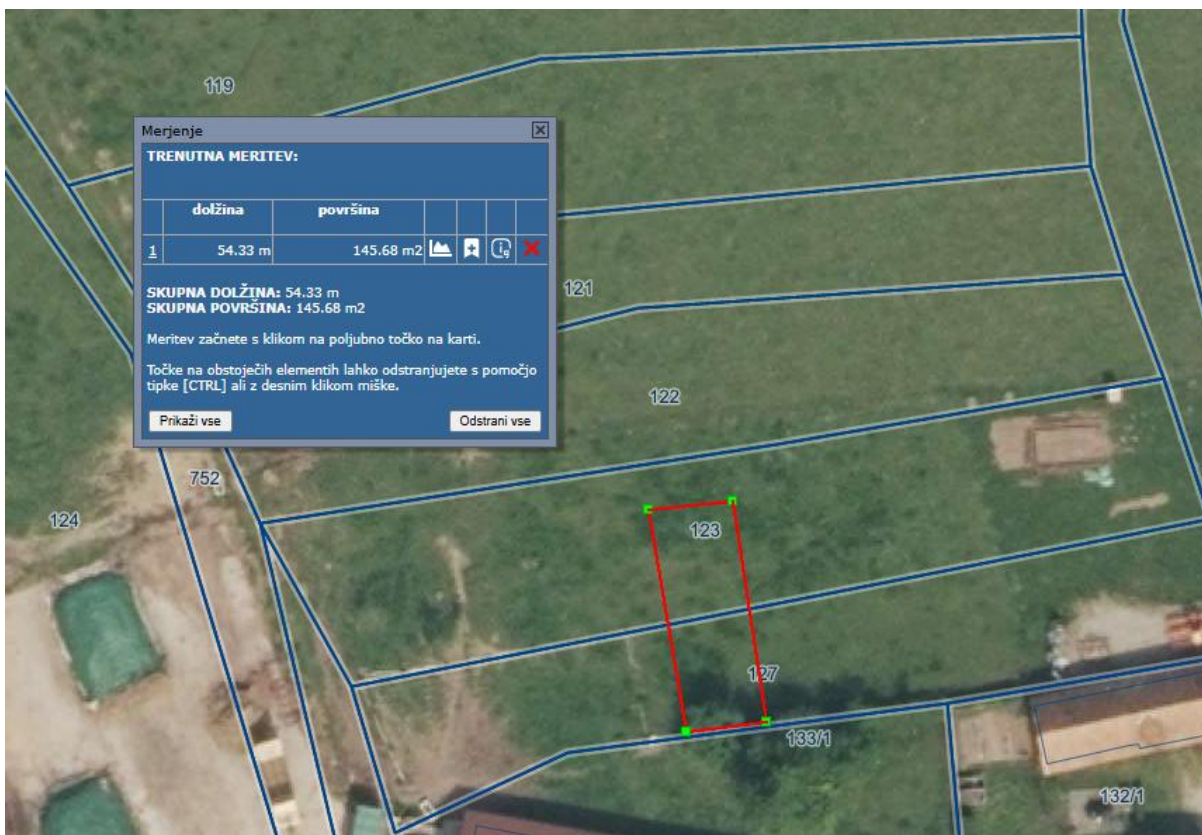 119
Merjenje
TRENUTNA MERITEV:
dolžina površina
1 54.33 m 145.68 m2
SKUPNA DOLŽINA: 54.33 m
SKUPNA POVRŠINA: 145.68 m2
Meritev začnete s klikom na poljubno točko na karti.
Točke na obstoječih elementih lahko odstranjujete s pomočjo
tipke [CTRL] ali z desnim klikom miške.
Prikaži vse Odstrani vse
121
122
752
124
123
127
133/1
132/1